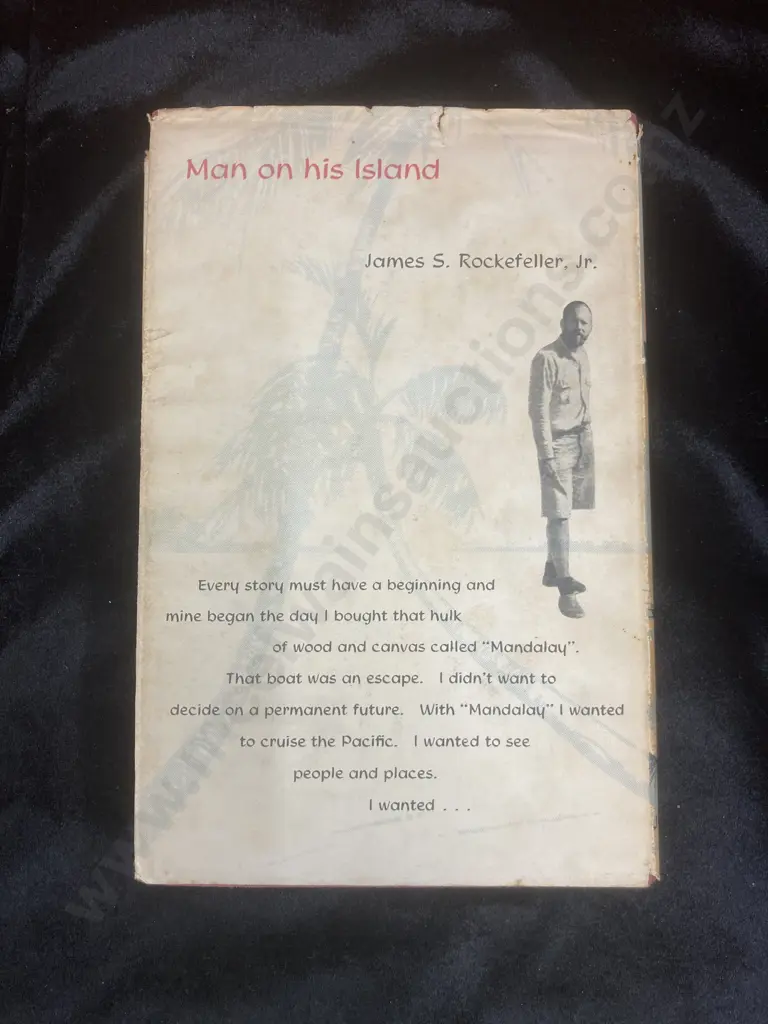 Man on his Island
James S. Rockefeller, Jr.
Every story must have a beginning and
mine began the day I bought that hulk
of wood and canvas called "Mandalay".
That boat was an escape. I didn't want to
decide on a permanent future. With "Mandalay" I wanted
to cruise the Pacific. I wanted to see
people and places.
I wanted . . .